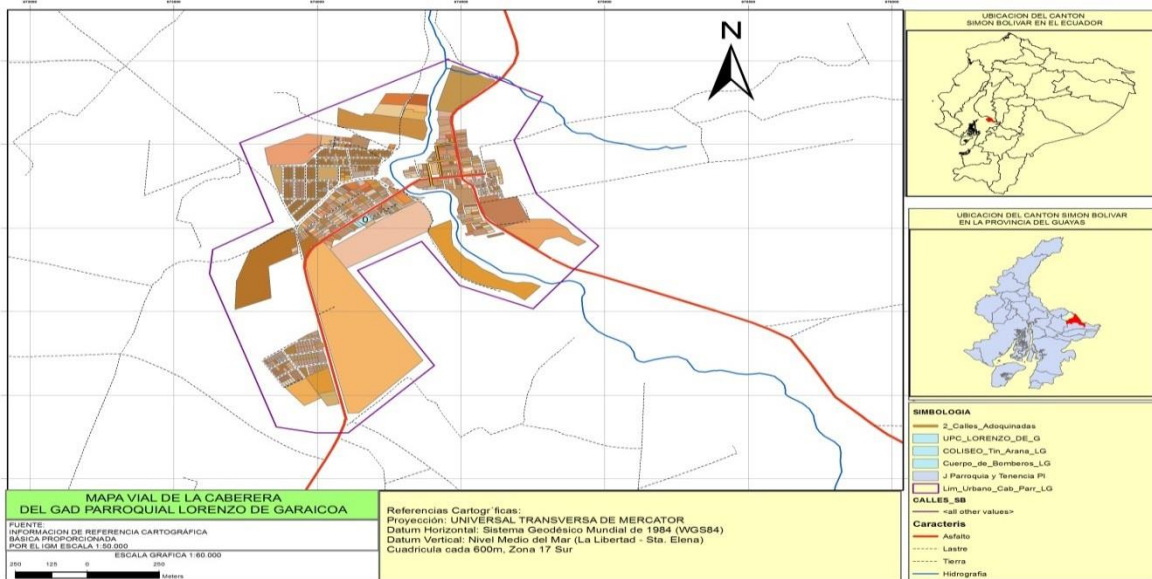 N
UBICACION DEL CANTON
SIMON BOLIVAR EN EL ECUADOR
UBICACION DEL CANTON SIMON BOLIVAR
EN LA PROVINCIA DEL GUAYAS
SIMBOLOGIA
2_Calles_Adoquinadas
UPC_LORENZO_DE_G
COLISEO_Tin_Arana_LG
Cuerpo_de_Bomberos_LG
J Parroquia y Tenencia Pl
Lim_Urbano_Cab_Parr_LG
CALLES_SB
<all other values>
Caracteris
Asfalto
Lastre
Tierra
Hidrografia
MAPA VIAL DE LA CABERERA
DEL GAD PARROQUIAL LORENZO DE GARAICOA
FUENTE:
INFORMACION DE REFERENCIA CARTOGRÁFICA
BÁSICA PROPORCIONADA
POR EL IGM ESCALA 1:50.000
ESCALA GRAFICA 1:60.000
250 125 0 250
Meters
Referencias Cartogr´ficas:
Proyección: UNIVERSAL TRANSVERSA DE MERCATOR
Datum Horizontal: Sistema Geodésico Mundial de 1984 (WGS84)
Datum Vertical: Nivel Medio del Mar (La Libertad - Sta. Elena)
Cuadrícula cada 600m, Zona 17 Sur